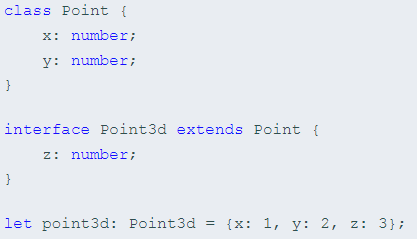 class Point {
    x: number;
    y: number;
}
interface Point3d extends Point {
    z: number;
}
let point3d: Point3d = {x: 1, y: 2, z: 3};